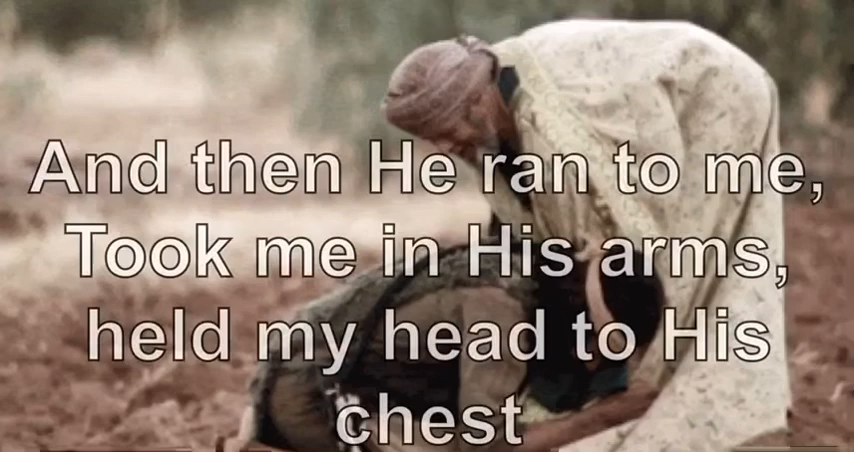 And then He ran to me,
Took me in His arms,
held my head to His
chest